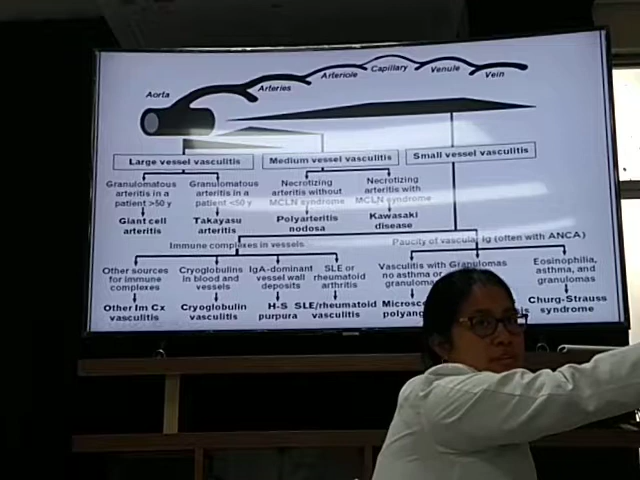 Aorta
Arteries
Arteriole
Capillary
Venule
Vein
Large vessel vasculitis
Medium vessel vasculitis
Small vessel vasculitis
Granulomatous
arteritis in a
patient >50 y
Granulomatous
arteritis in a
patient <50 y
Necrotizing
arteritis without
MCLN syndrome
Necrotizing
arteritis with
MCLN syndrome
Giant cell
arteritis
Takayasu
arteritis
Polyarteritis
nodosa
Kawasaki
disease
Immune complexes in vessels
Paucity of vascular Ig (often with ANCA)
Other sources
for immune
complexes
Cryoglobulins
in blood and
vessels
IgA-dominant
vessel wall
deposits
SLE or
rheumatoid
arthritis
Vasculitis with
no asthma or
Granulomas
Eosinophilia,
asthma, and
granulomas
Other Im Cx
vasculitis
Cryoglobulin
vasculitis
H-S
purpura
SLE/rheumatoid
vasculitis
Churg-Strauss
syndrome